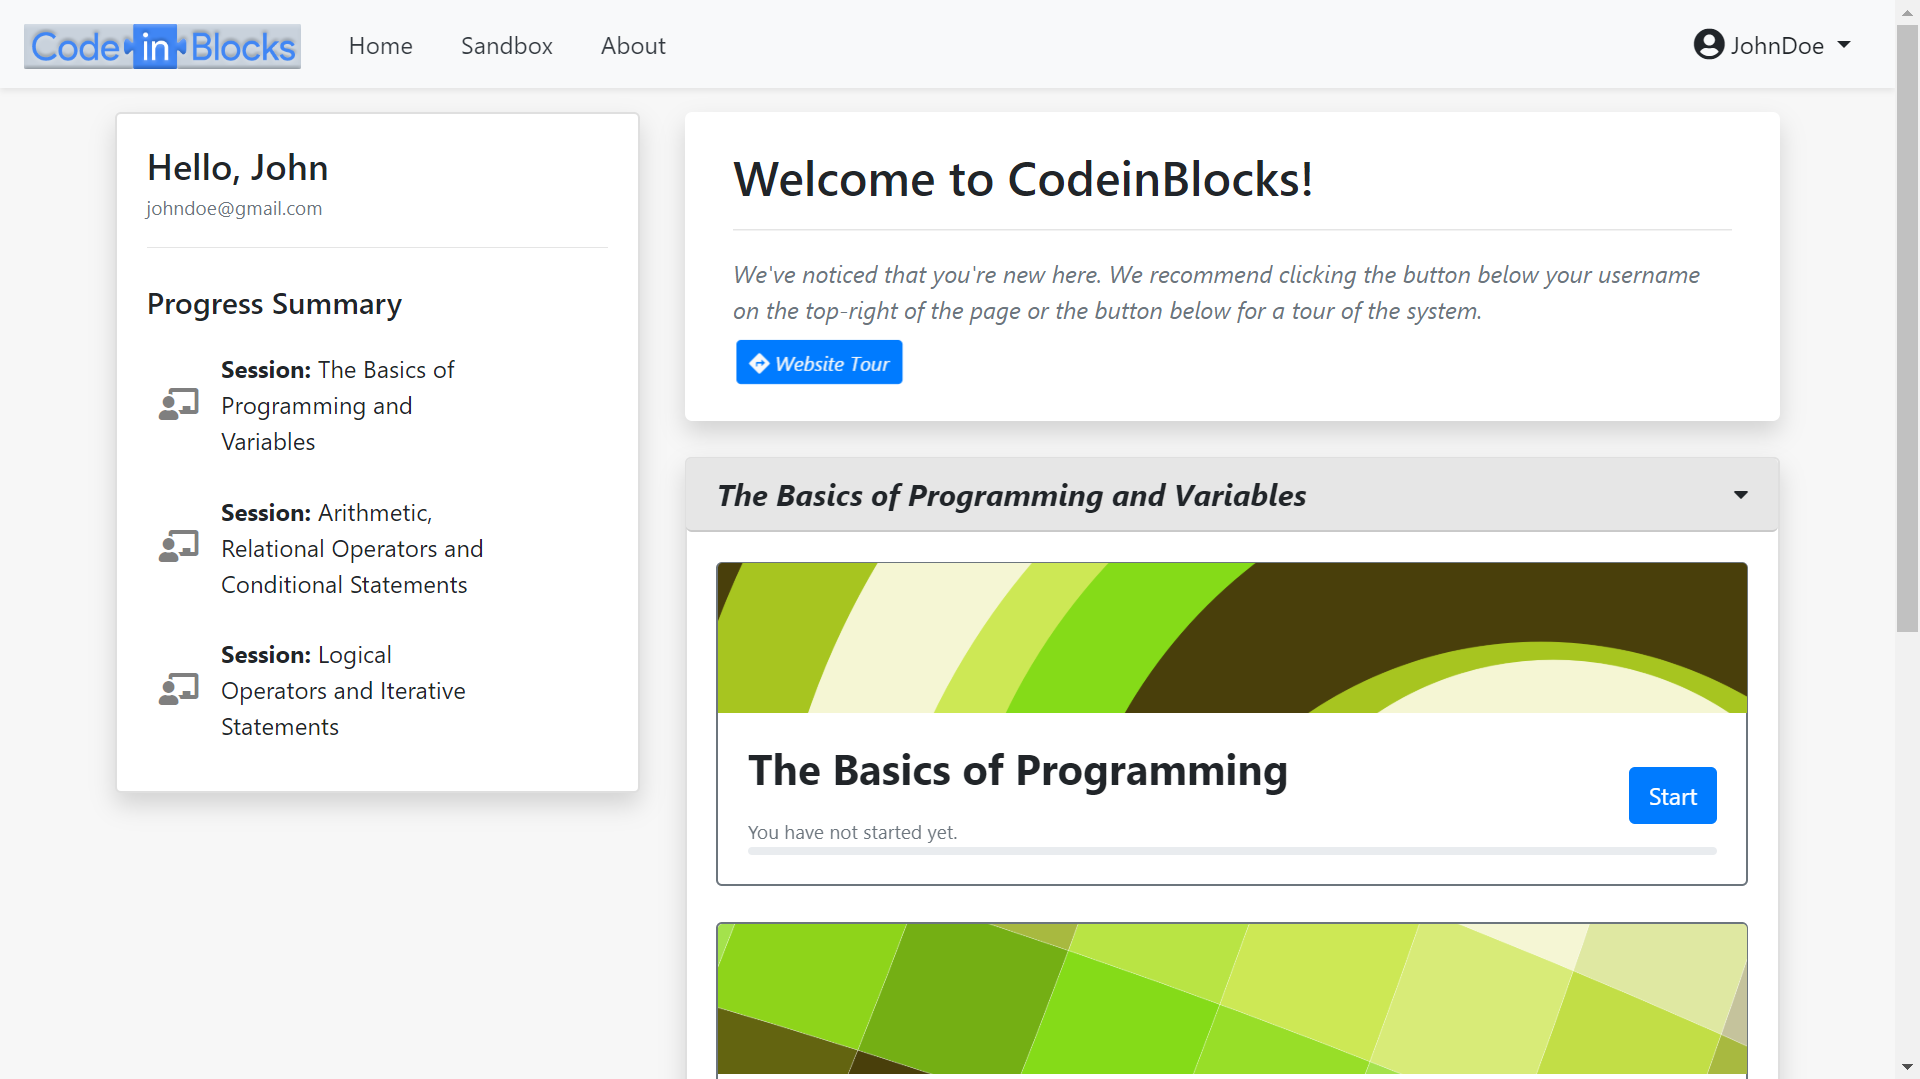 Code in Blocks
Home
Sandbox
About
JohnDoe
Hello, John
johndoe@gmail.com
Progress Summary
Session: The Basics of
Programming and
Variables
Session: Arithmetic,
Relational Operators and
Conditional Statements
Session: Logical
Operators and Iterative
Statements
Welcome to CodeinBlocks!
We've noticed that you're new here. We recommend clicking the button below your username
on the top-right of the page or the button below for a tour of the system.
Website Tour
The Basics of Programming and Variables
The Basics of Programming
Start
You have not started yet.